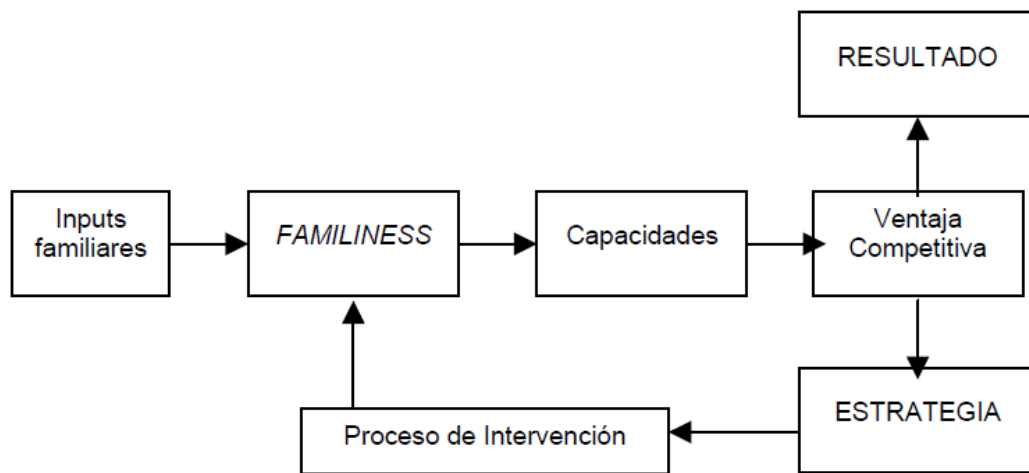 RESULTADO
Inputs
familiares
FAMILINESS
Capacidades
Ventaja
Competitiva
ESTRATEGIA
Proceso de Intervención